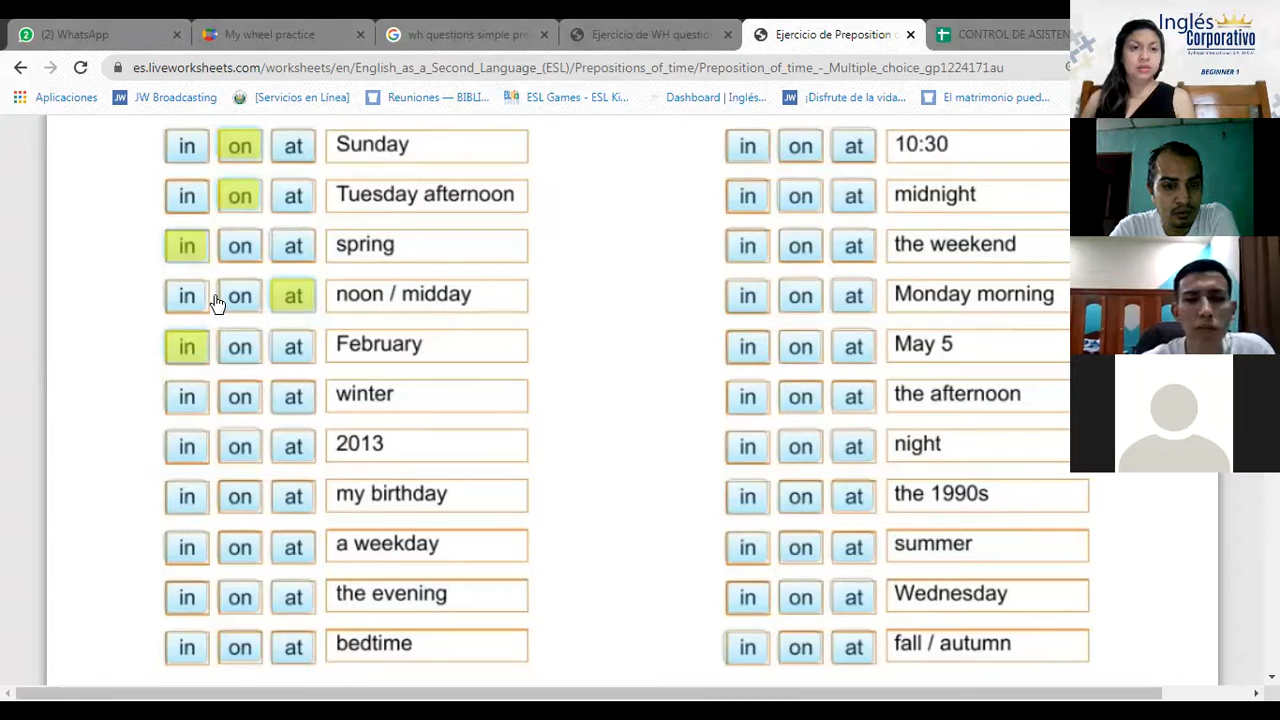 (2) WhatsApp
My wheel practice
wh questions simple pre
Ejercicio de WH questio
Ejercicio de Preposition o
CONTROL DE ASISTEN
Inglés
Corporativo
BEGINNER 1
es.liveworksheets.com/worksheets/en/English_as_a_Second_Language_(ESL)/Prepositions_of_time/Preposition_of_time_-_Multiple_choice_gp1224171au
Aplicaciones
JW Broadcasting
[Servicios en Línea]
Reuniones — BIBLI...
ESL Games - ESL Ki...
Dashboard | Inglés...
¡Disfrute de la vida...
El matrimonio pued...
in on at Sunday
in on at Tuesday afternoon
in on at spring
in on at noon / midday
in on at February
in on at winter
in on at 2013
in on at my birthday
in on at a weekday
in on at the evening
in on at bedtime
in on at 10:30
in on at midnight
in on at the weekend
in on at Monday morning
in on at May 5
in on at the afternoon
in on at night
in on at the 1990s
in on at summer
in on at Wednesday
in on at fall / autumn